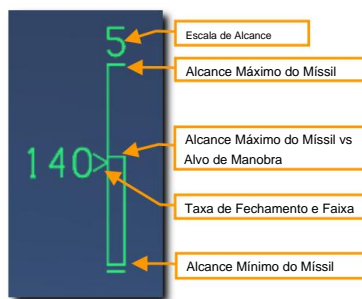 5
Escala de Alcance
Alcance Máximo do Míssil
Alcance Máximo do Míssil vs
Alvo de Manobra
140>
Taxa de Fechamento e Faixa
Alcance Mínimo do Míssil